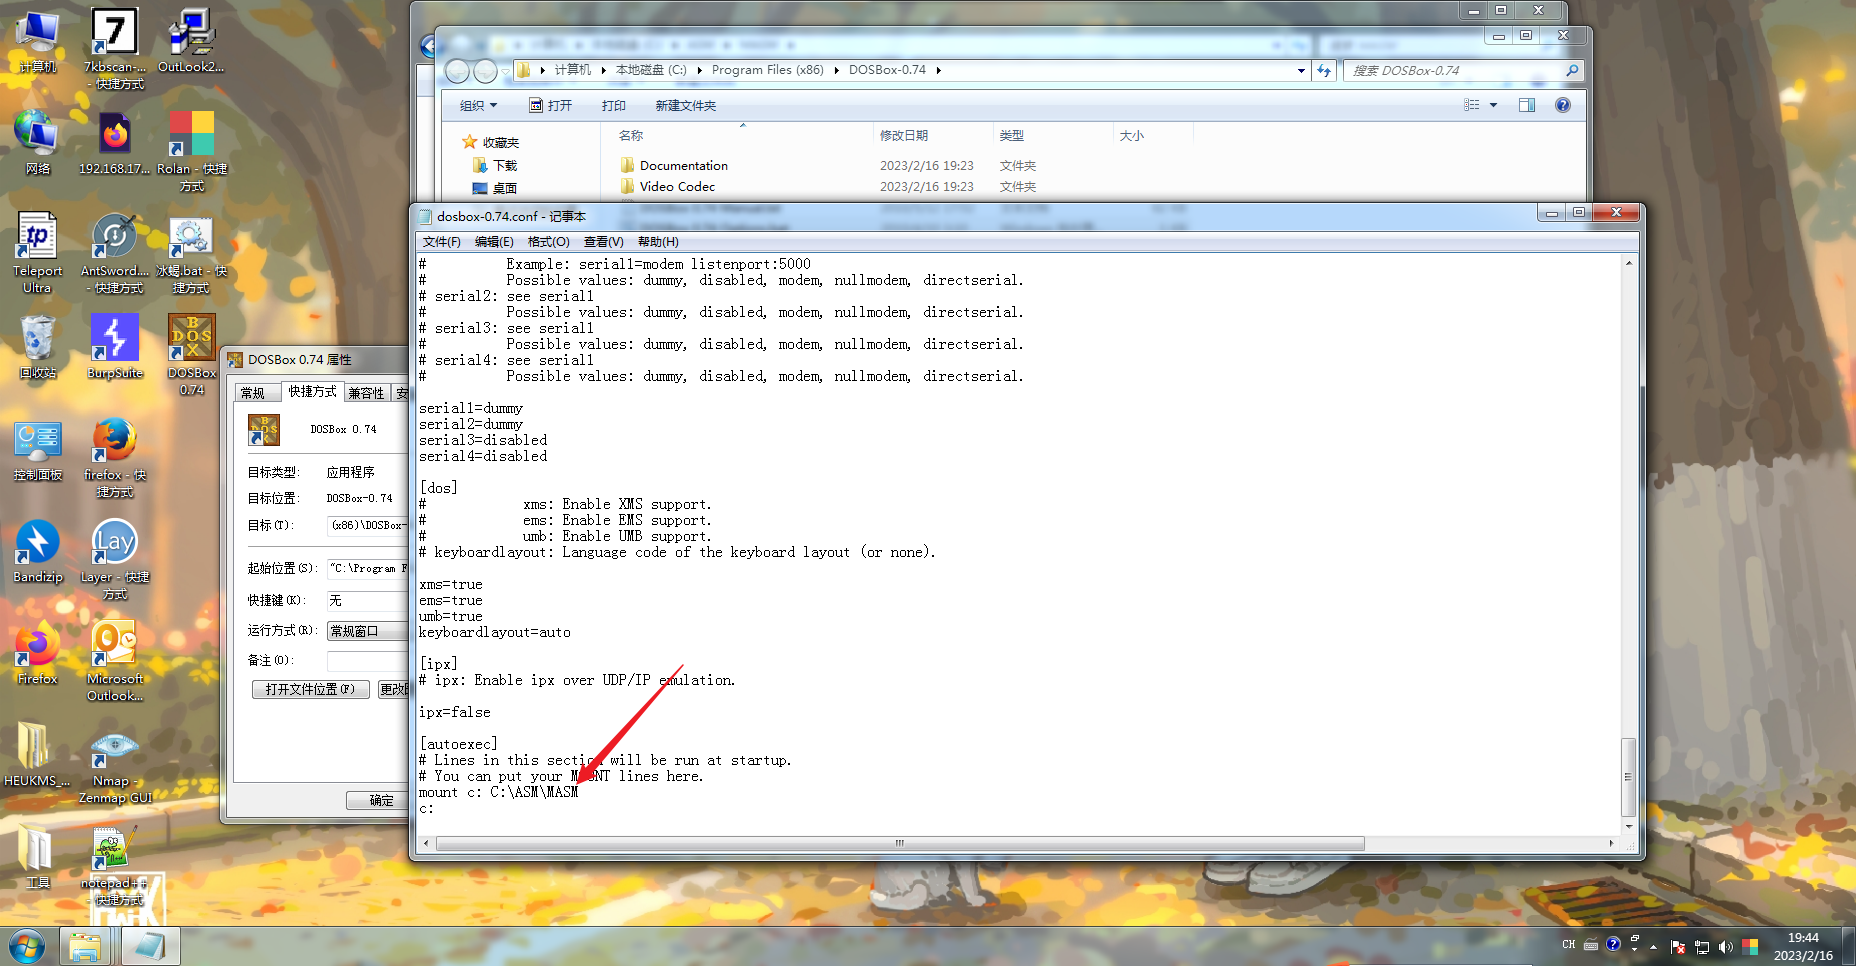 计算机
7
7kbscan-...
- 快捷方式
OutLook2...
网络
192.168.17...
Rolan - 快捷
方式
tp
Teleport
Ultra
AntSword....
- 快捷方式
冰蝎.bat - 快
捷方式
回收站
BurpSuite
DOSBox
0.74
控制面板
firefox - 快
捷方式
Bandizip
Lay
Layer - 快捷
方式
Firefox
Microsoft
Outlook...
HEUKMS_...
Nmap -
Zenmap GUI
工具
notepad++
- 快捷方式
计算机 本地磁盘 (C:) Program Files (x86) DOSBox-0.74
搜索 DOSBox-0.74
组织 打开 打印 新建文件夹
收藏夹
下载
桌面
名称 修改日期 类型 大小
Documentation 2023/2/16 19:23 文件夹
Video Codec 2023/2/16 19:23 文件夹
DOSBox 0.74 属性
常规 快捷方式 兼容性 安
DOSBox 0.74
目标类型: 应用程序
目标位置: DOSBox-0.74
目标(T): (x86)\DOSBox-
起始位置(S): "C:\Program F
快捷键(K): 无
运行方式(R): 常规窗口
备注(O):
打开文件位置(F) 更改
确定
dosbox-0.74.conf - 记事本
文件(F) 编辑(E) 格式(O) 查看(V) 帮助(H)
# Example: serial1=modem listenport:5000
# Possible values: dummy, disabled, modem, nullmodem, directserial.
# serial2: see serial1
# Possible values: dummy, disabled, modem, nullmodem, directserial.
# serial3: see serial1
# Possible values: dummy, disabled, modem, nullmodem, directserial.
# serial4: see serial1
# Possible values: dummy, disabled, modem, nullmodem, directserial.
serial1=dummy
serial2=dummy
serial3=disabled
serial4=disabled
[dos]
# xms: Enable XMS support.
# ems: Enable EMS support.
# umb: Enable UMB support.
# keyboardlayout: Language code of the keyboard layout (or none).
xms=true
ems=true
umb=true
keyboardlayout=auto
[ipx]
# ipx: Enable ipx over UDP/IP emulation.
ipx=false
[autoexec]
# Lines in this section will be run at startup.
# You can put your MOUNT lines here.
mount c: C:\ASM\MASM
c:
CH
19:44
2023/2/16